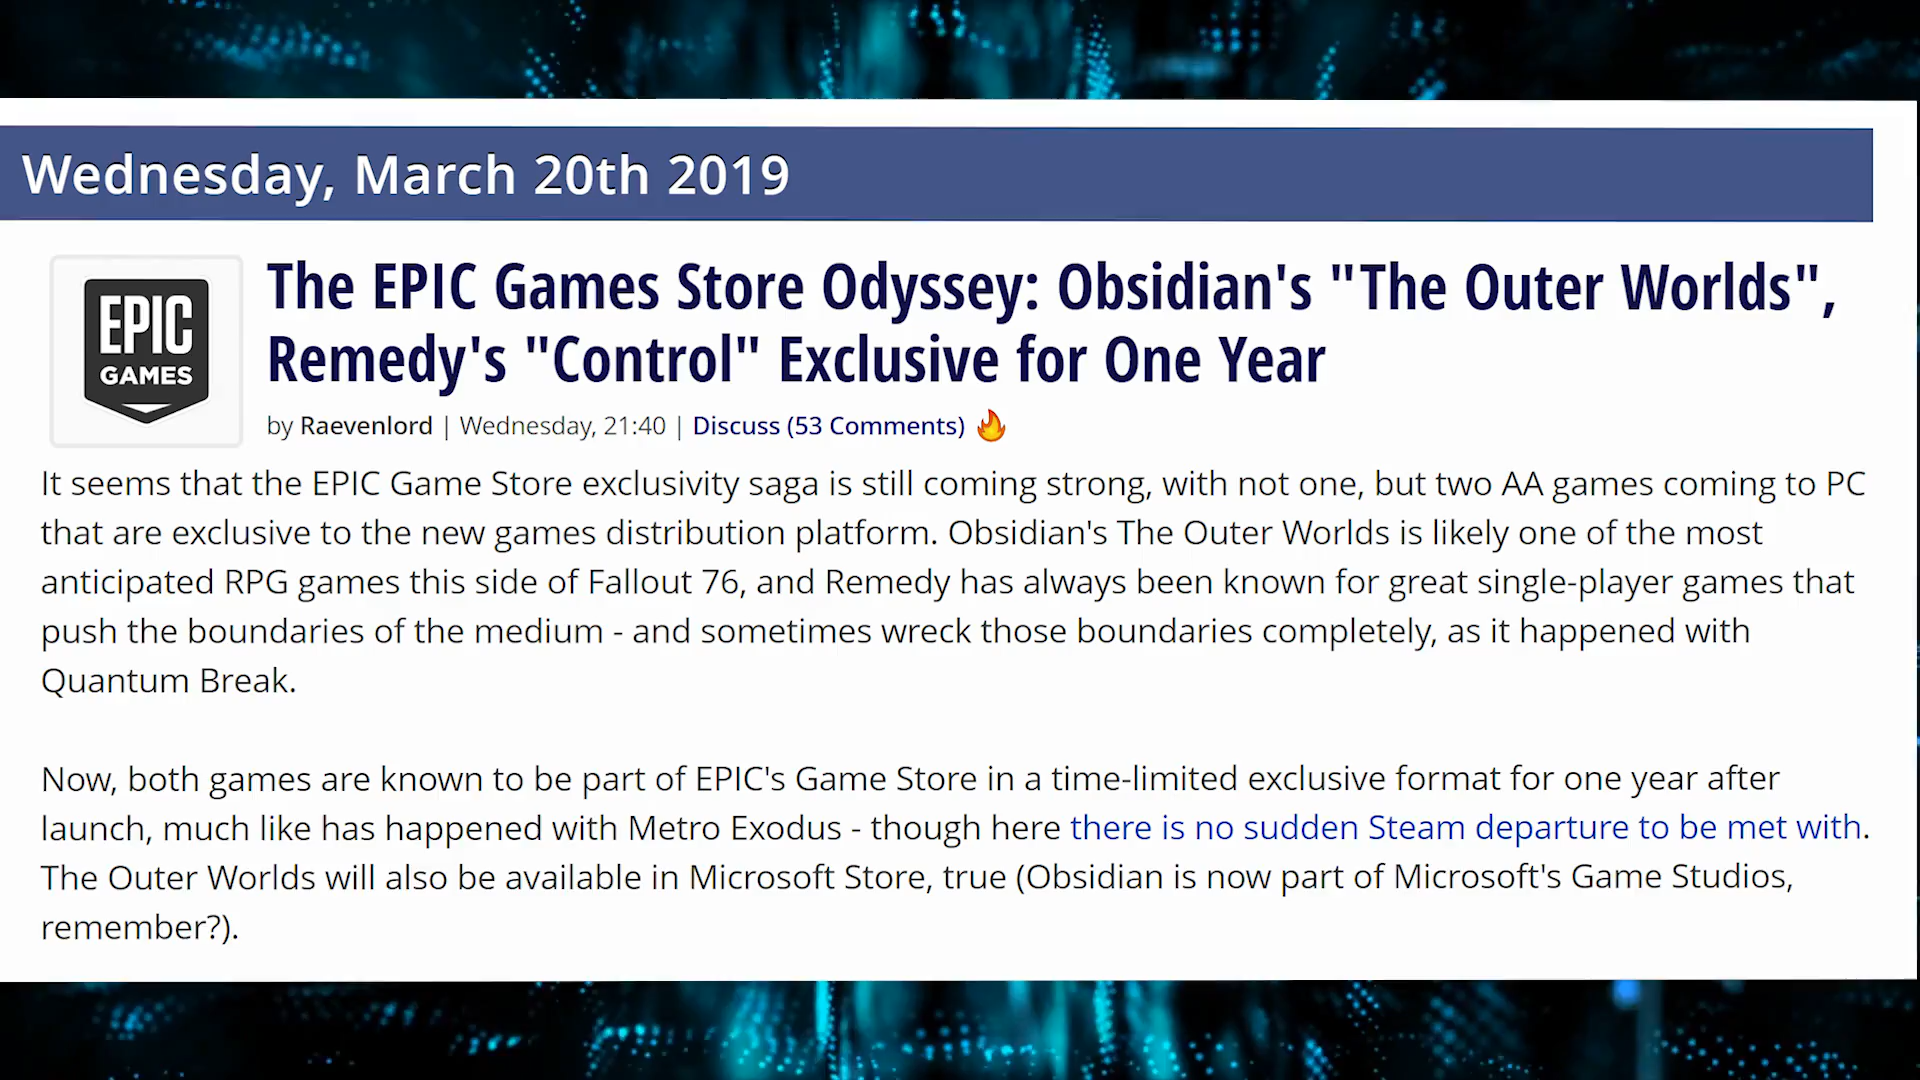 Wednesday, March 20th 2019
EPIC
GAMES
The EPIC Games Store Odyssey: Obsidian's "The Outer Worlds",
Remedy's "Control" Exclusive for One Year
by Raevenlord | Wednesday, 21:40 | Discuss (53 Comments)
It seems that the EPIC Game Store exclusivity saga is still coming strong, with not one, but two AA games coming to PC
that are exclusive to the new games distribution platform. Obsidian's The Outer Worlds is likely one of the most
anticipated RPG games this side of Fallout 76, and Remedy has always been known for great single-player games that
push the boundaries of the medium - and sometimes wreck those boundaries completely, as it happened with
Quantum Break.
Now, both games are known to be part of EPIC's Game Store in a time-limited exclusive format for one year after
launch, much like has happened with Metro Exodus - though here there is no sudden Steam departure to be met with.
The Outer Worlds will also be available in Microsoft Store, true (Obsidian is now part of Microsoft's Game Studios,
remember?).